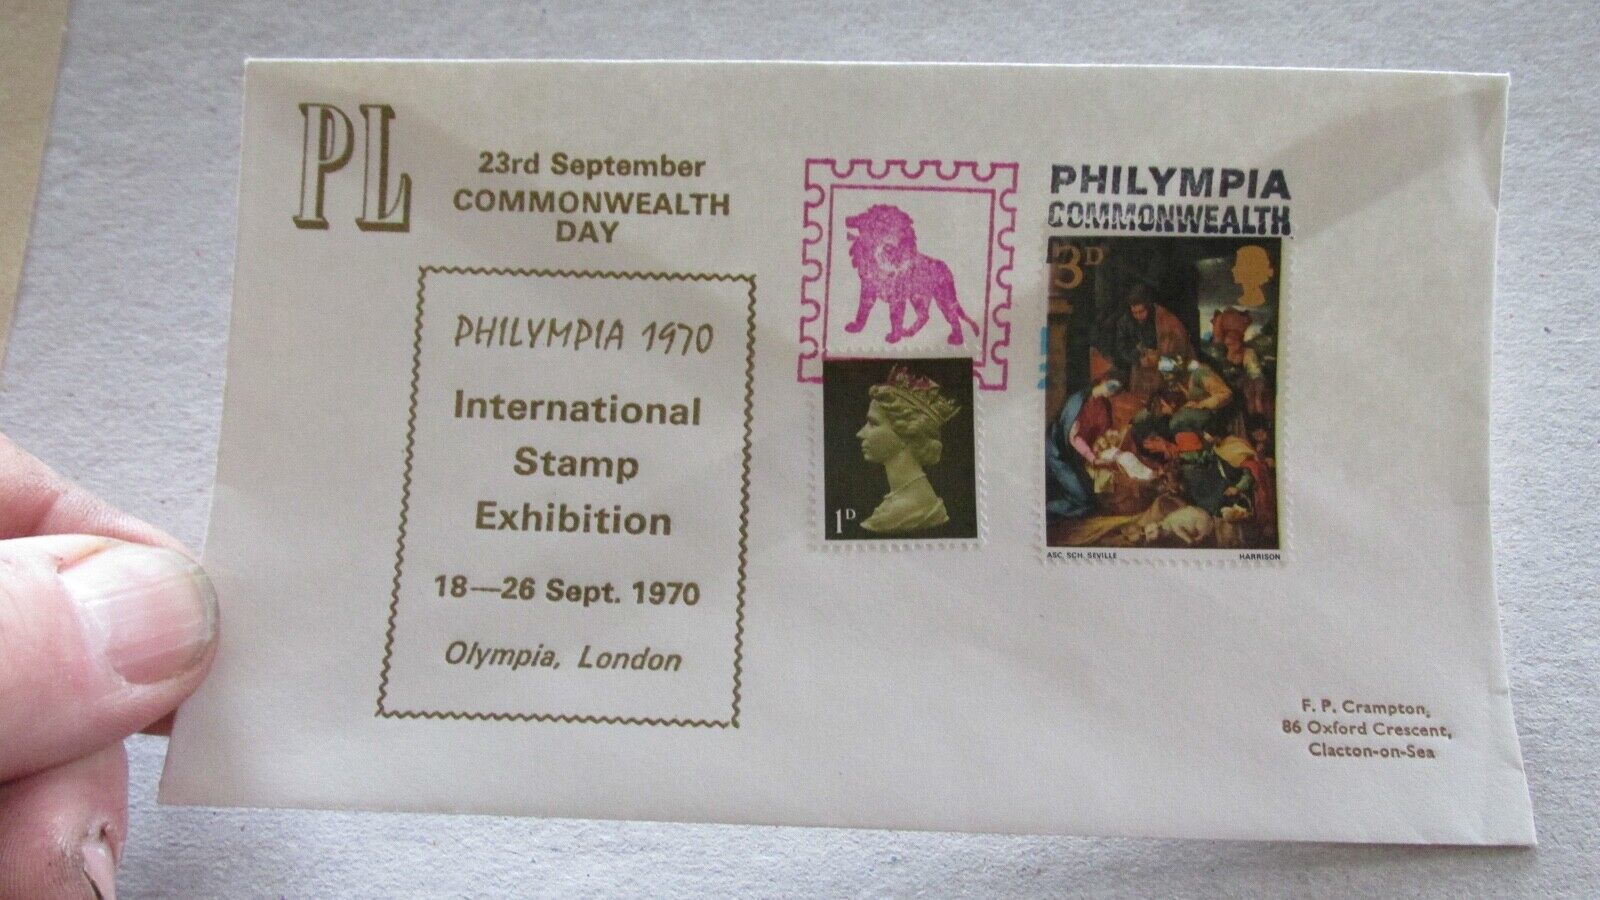 PL
23rd September
COMMONWEALTH
DAY
PHILYMPIA 1970
International
Stamp
Exhibition
18—26 Sept. 1970
Olympia, London
PHILYMPIA
COMMONWEALTH
3D
1D
ASC. SCH. SEVILLE HARRISON
F. P. Crampton,
86 Oxford Crescent,
Clacton-on-Sea